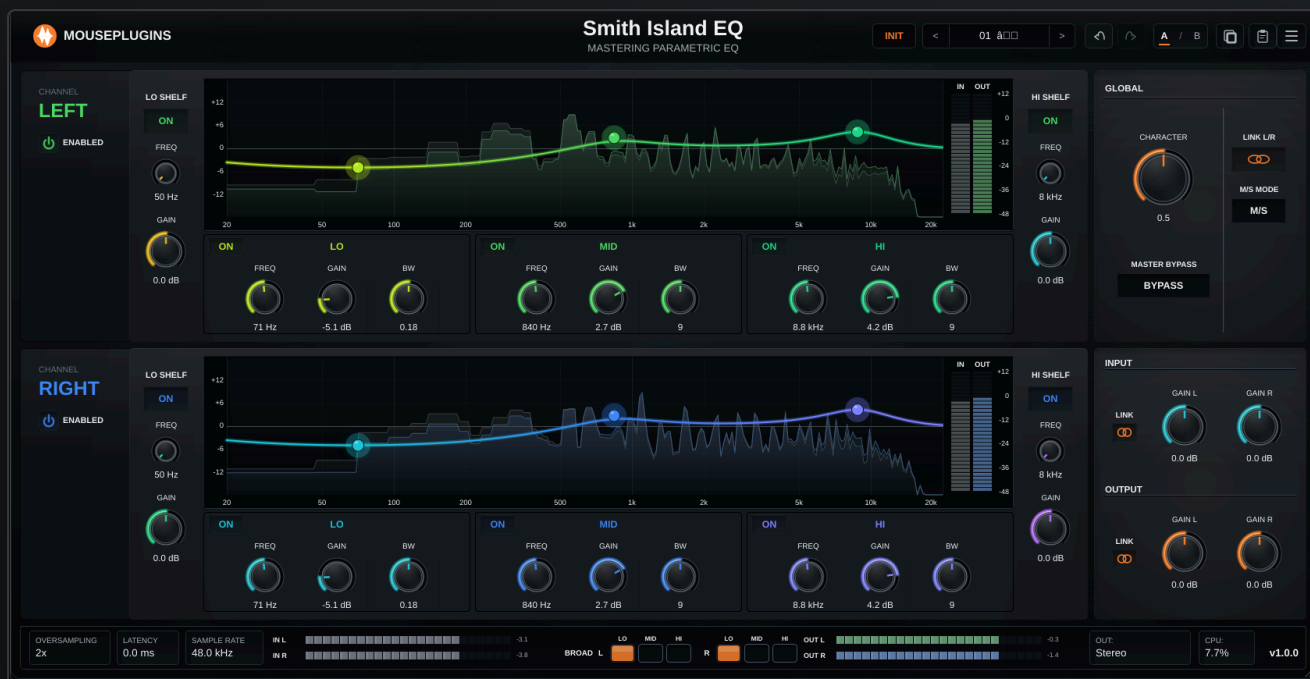 MOUSEPLUGINS
Smith Island EQ
MASTERING PARAMETRIC EQ
INIT
< 01 â >
A / B
CHANNEL
LEFT
ENABLED
LO SHELF
ON
FREQ
50 Hz
GAIN
0.0 dB
+12
+6
0
-6
-12
20 50 100 200 500 1k 2k 5k 10k 20k
IN OUT
+12
0
-12
-24
-36
-48
HI SHELF
ON
FREQ
8 kHz
GAIN
0.0 dB
ON LO
FREQ GAIN BW
71 Hz -5.1 dB 0.18
ON MID
FREQ GAIN BW
840 Hz 2.7 dB 9
ON HI
FREQ GAIN BW
8.8 kHz 4.2 dB 9
GLOBAL
CHARACTER
0.5
LINK L/R
M/S MODE
M/S
MASTER BYPASS
BYPASS
CHANNEL
RIGHT
ENABLED
LO SHELF
ON
FREQ
50 Hz
GAIN
0.0 dB
+12
+6
0
-6
-12
20 50 100 200 500 1k 2k 5k 10k 20k
IN OUT
+12
0
-12
-24
-36
-48
HI SHELF
ON
FREQ
8 kHz
GAIN
0.0 dB
ON LO
FREQ GAIN BW
71 Hz -5.1 dB 0.18
ON MID
FREQ GAIN BW
840 Hz 2.7 dB 9
ON HI
FREQ GAIN BW
8.8 kHz 4.2 dB 9
INPUT
GAIN L GAIN R
LINK
0.0 dB 0.0 dB
OUTPUT
GAIN L GAIN R
LINK
0.0 dB 0.0 dB
OVERSAMPLING
2x
LATENCY
0.0 ms
SAMPLE RATE
48.0 kHz
IN L -3.1
IN R -3.8
LO MID HI LO MID HI
BROAD L R
OUT L -0.3
OUT R -1.4
OUT:
Stereo
CPU:
7.7%
v1.0.0